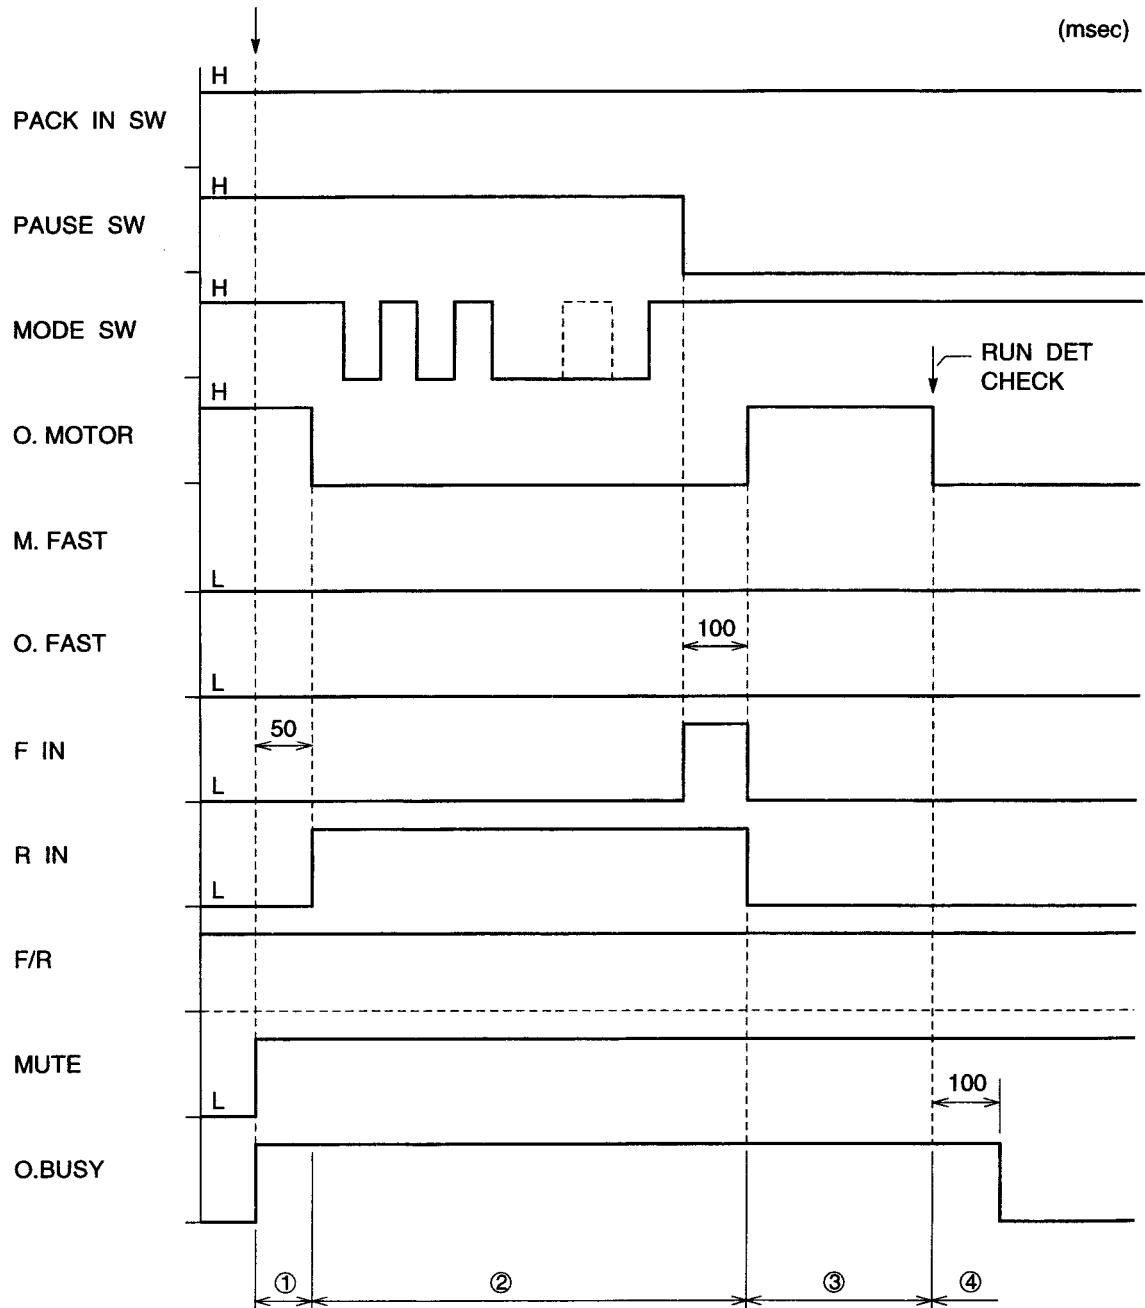 (msec)
H
PACK IN SW
H
PAUSE SW
H
MODE SW
RUN DET
CHECK
H
O. MOTOR
M. FAST
L
O. FAST
100
L
50
F IN
L
R IN
L
F/R
MUTE
100
L
O.BUSY
① ② ③ ④